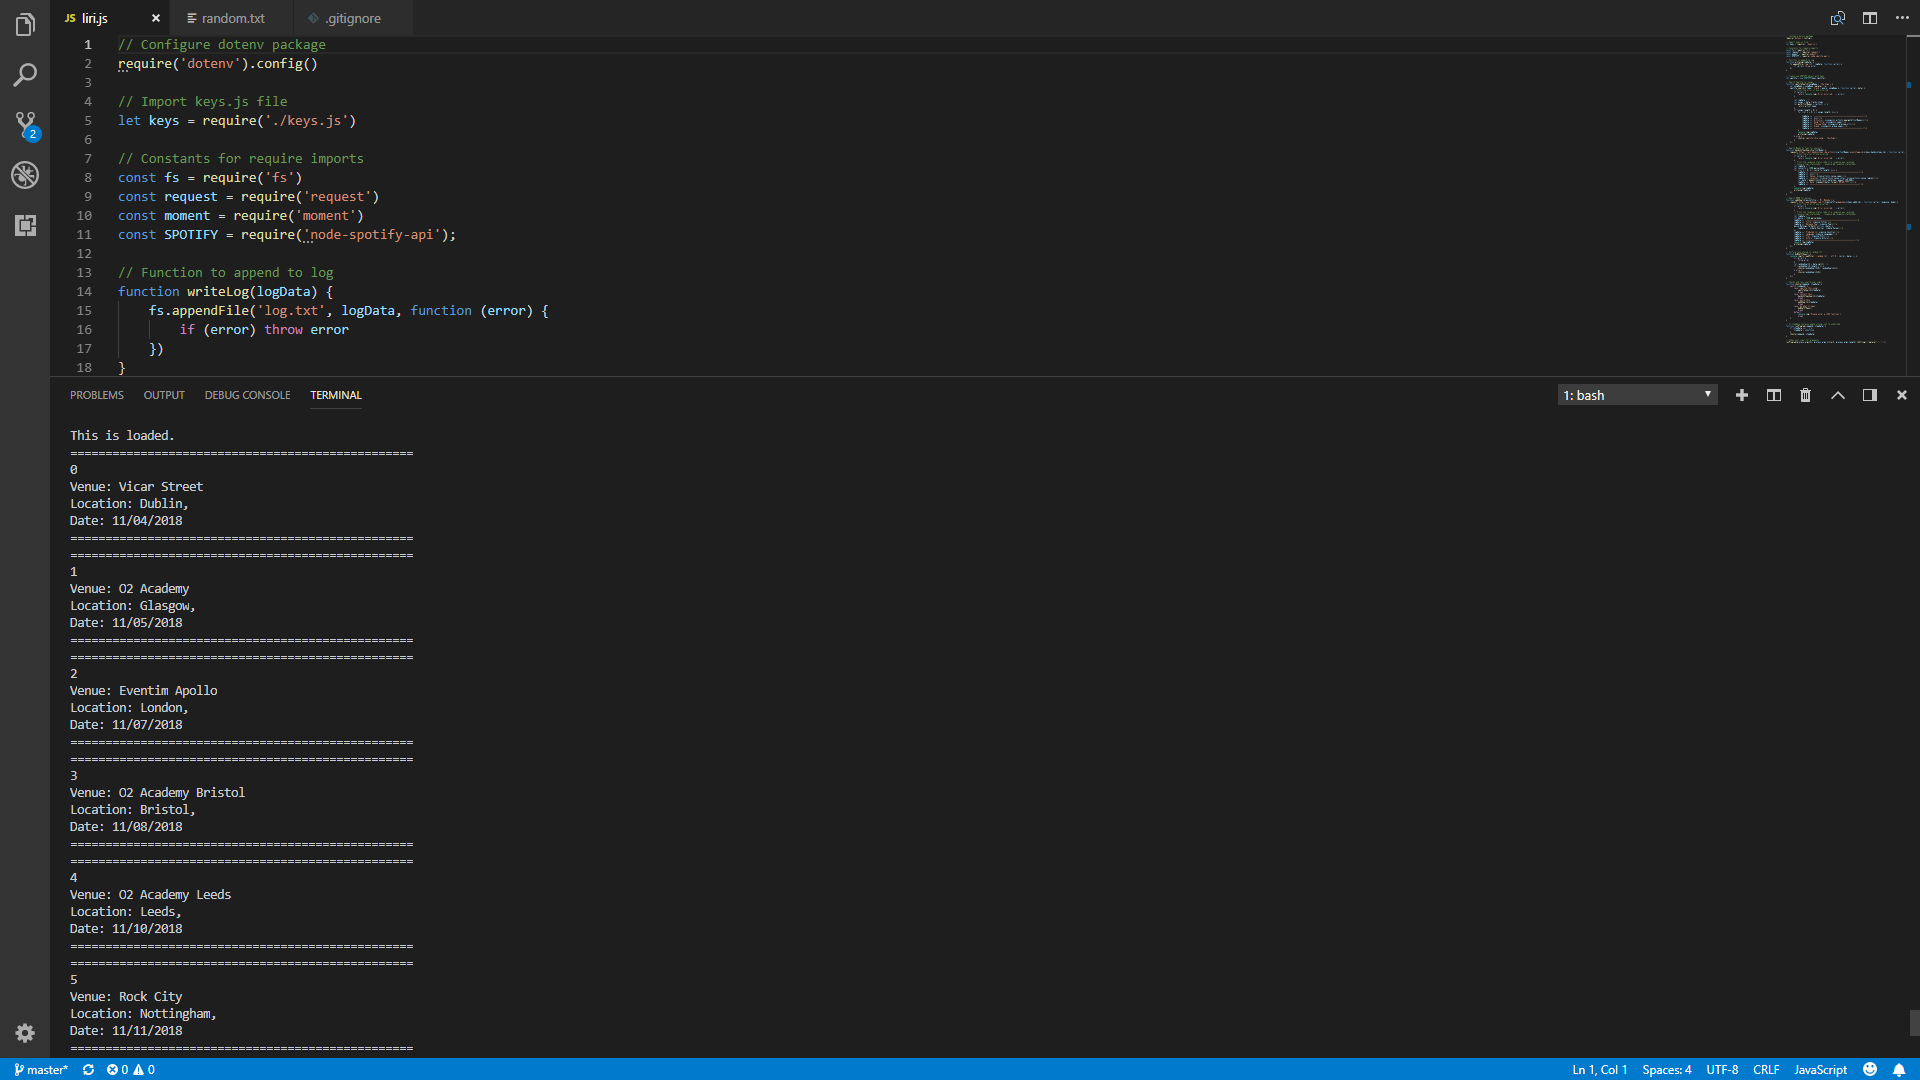 JS liri.js
random.txt
.gitignore
1 // Configure dotenv package
2 require('dotenv').config()
3
4 // Import keys.js file
5 let keys = require('./keys.js')
6
7 // Constants for require imports
8 const fs = require('fs')
9 const request = require('request')
10 const moment = require('moment')
11 const SPOTIFY = require('node-spotify-api');
12
13 // Function to append to log
14 function writeLog(logData) {
15 fs.appendFile('log.txt', logData, function (error) {
16 if (error) throw error
17 })
18 }
2
PROBLEMS OUTPUT DEBUG CONSOLE TERMINAL
1: bash
This is loaded.
=================================================
0
Venue: Vicar Street
Location: Dublin,
Date: 11/04/2018
=================================================
=================================================
1
Venue: O2 Academy
Location: Glasgow,
Date: 11/05/2018
=================================================
=================================================
2
Venue: Eventim Apollo
Location: London,
Date: 11/07/2018
=================================================
=================================================
3
Venue: O2 Academy Bristol
Location: Bristol,
Date: 11/08/2018
=================================================
=================================================
4
Venue: O2 Academy Leeds
Location: Leeds,
Date: 11/10/2018
=================================================
=================================================
5
Venue: Rock City
Location: Nottingham,
Date: 11/11/2018
=================================================
master* 0 0 Ln 1, Col 1 Spaces: 4 UTF-8 CRLF JavaScript